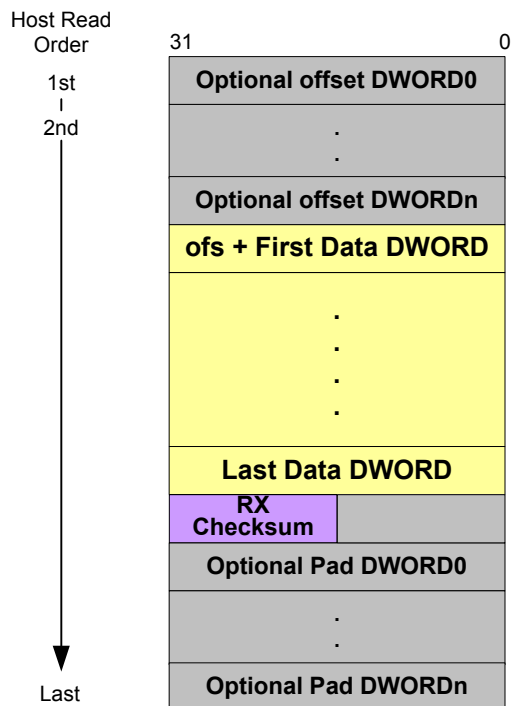 Host Read
Order
31
0
1st
2nd
Optional offset DWORD0
.
.
Optional offset DWORDn
ofs + First Data DWORD
.
.
.
.
Last Data DWORD
RX
Checksum
Optional Pad DWORD0
.
.
Last
Optional Pad DWORDn